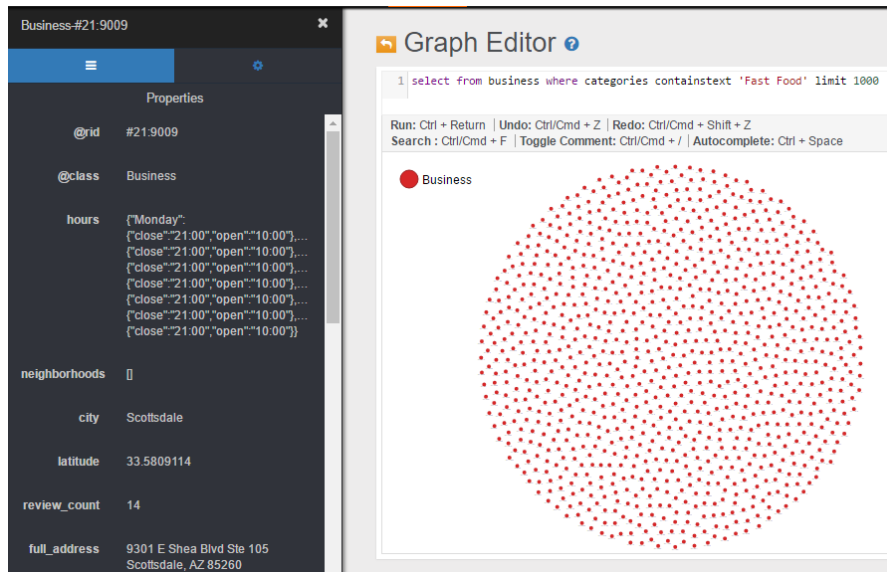 Business-#21:9009
Properties
@rid #21:9009
@class Business
hours {"Monday":
{"close":"21:00","open":"10:00"},...
{"close":"21:00","open":"10:00"},...
{"close":"21:00","open":"10:00"},...
{"close":"21:00","open":"10:00"},...
{"close":"21:00","open":"10:00"},...
{"close":"21:00","open":"10:00"},...
{"close":"21:00","open":"10:00"}}
neighborhoods []
city Scottsdale
latitude 33.5809114
review_count 14
full_address 9301 E Shea Blvd Ste 105
Scottsdale, AZ 85260
Graph Editor
1 select from business where categories containstext 'Fast Food' limit 1000
Run: Ctrl + Return | Undo: Ctrl/Cmd + Z | Redo: Ctrl/Cmd + Shift + Z
Search : Ctrl/Cmd + F | Toggle Comment: Ctrl/Cmd + / | Autocomplete: Ctrl + Space
Business